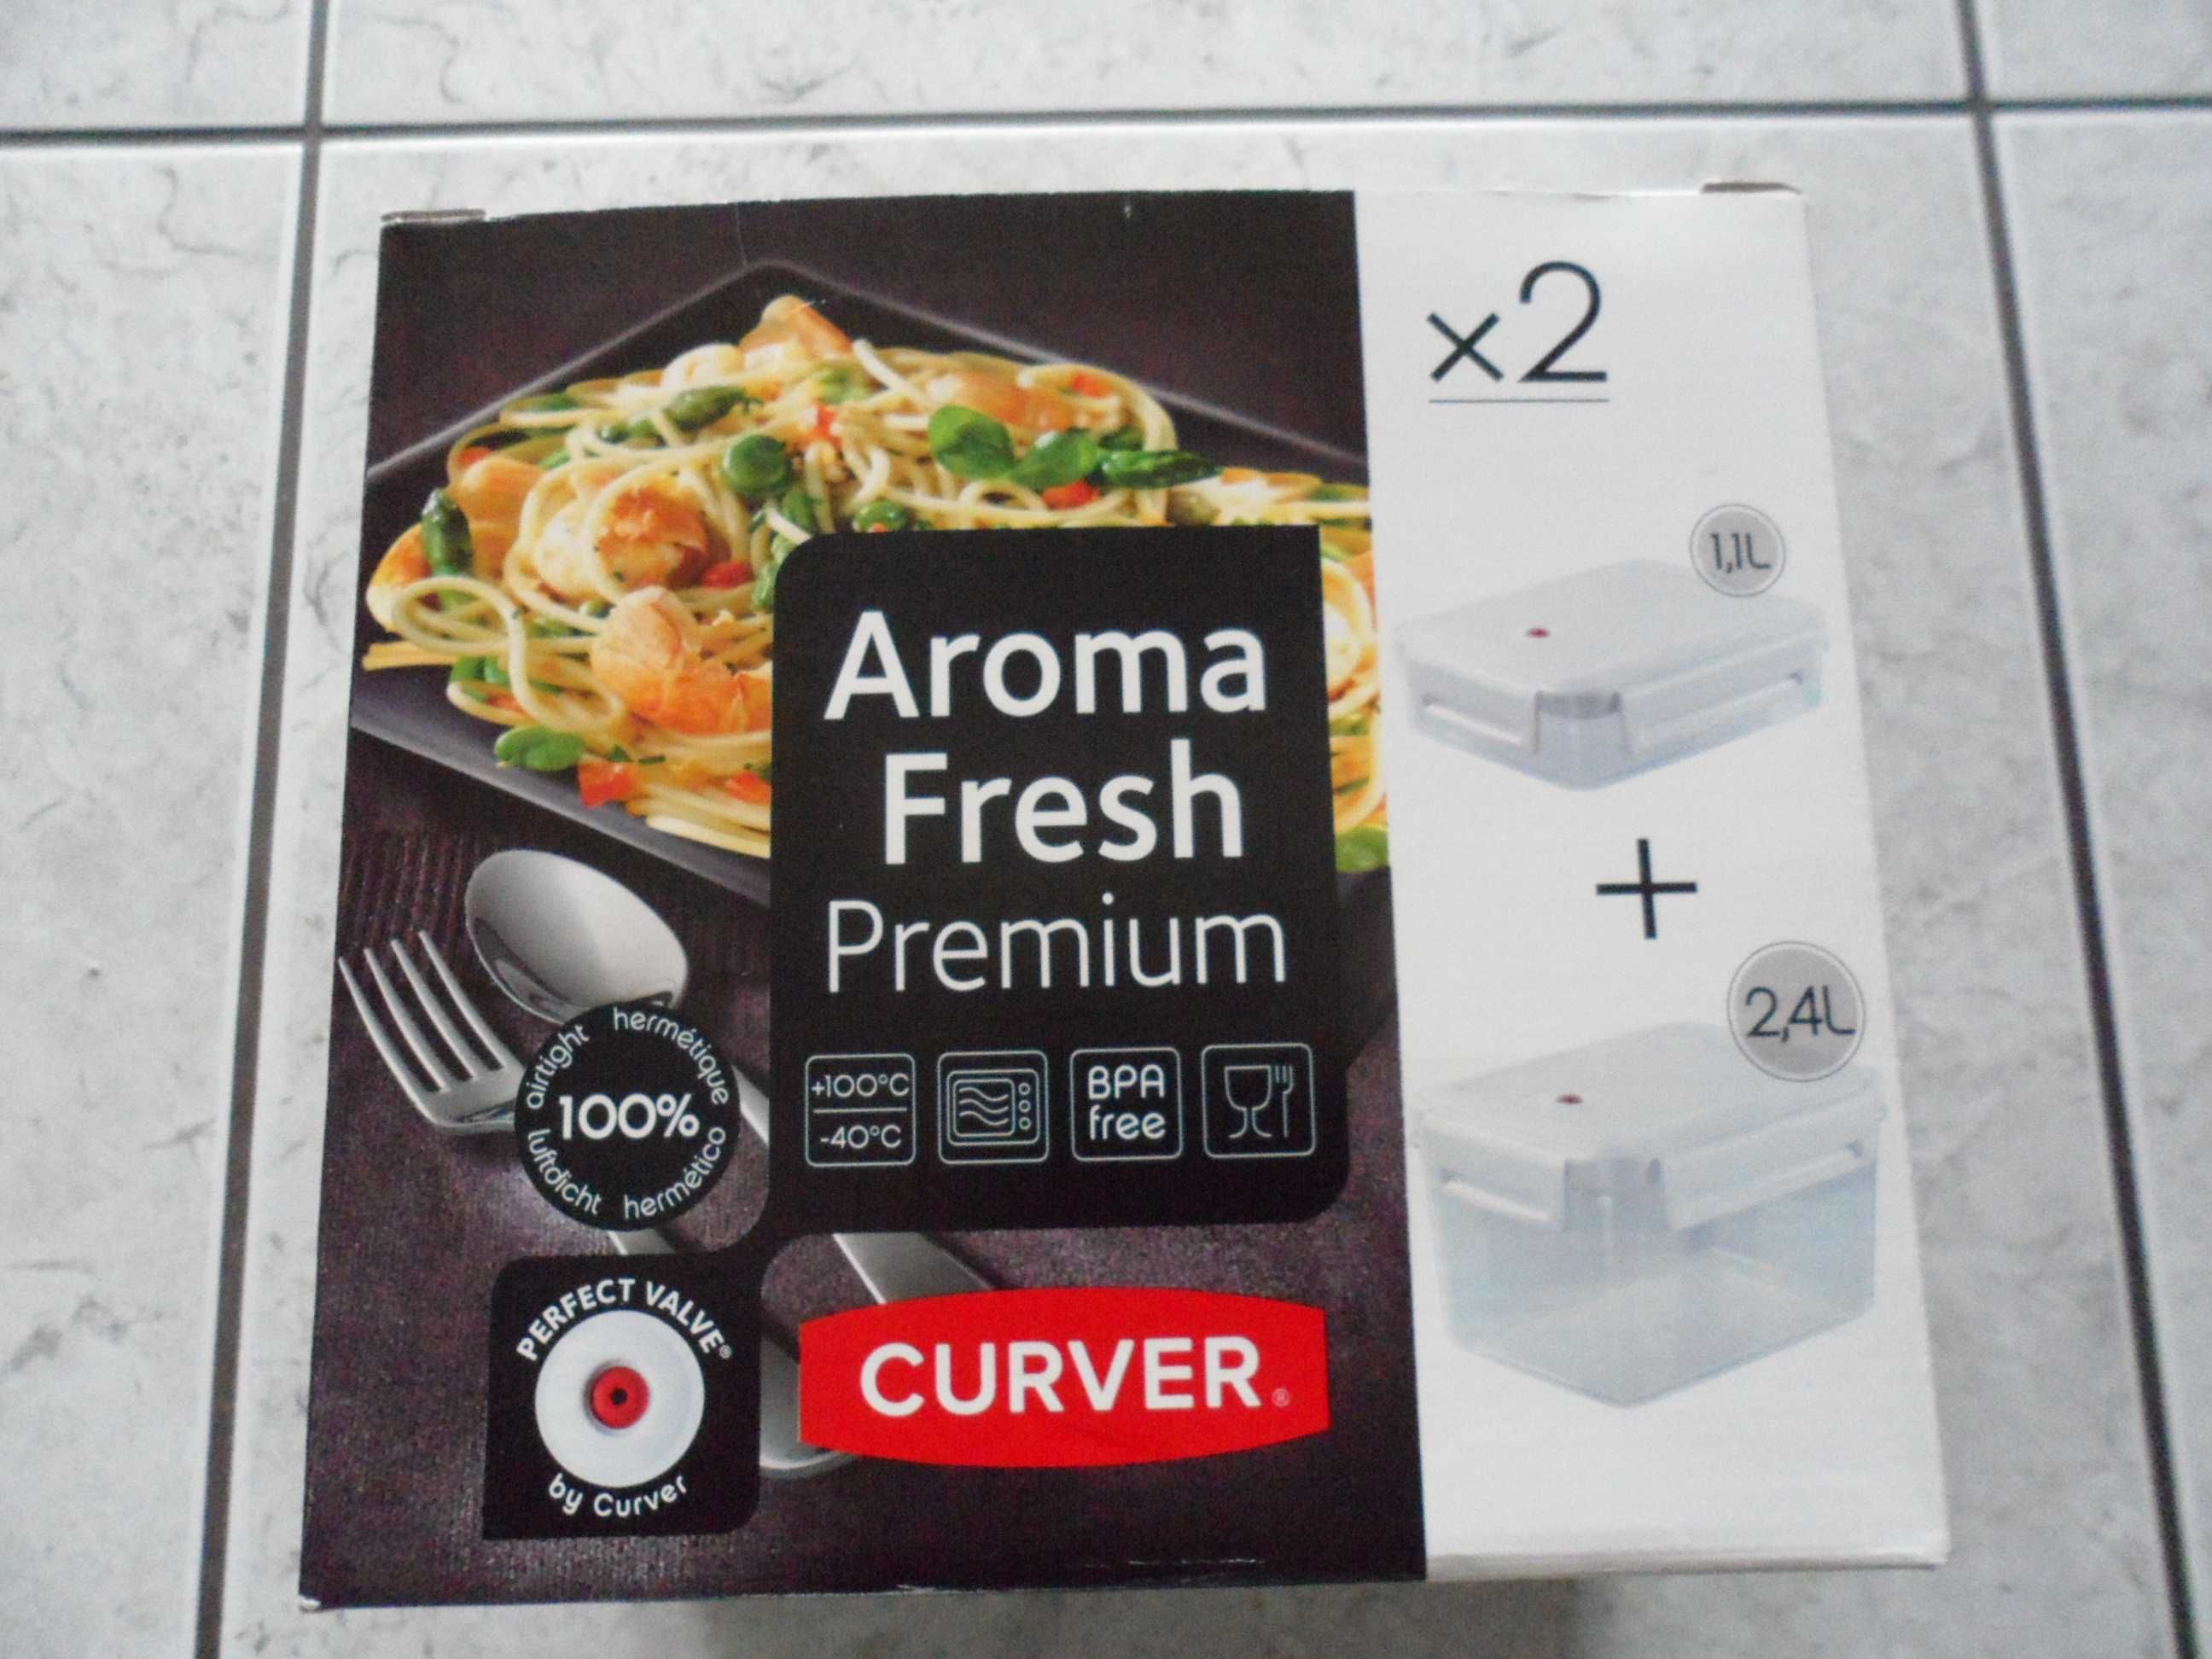 x2
1,1L
+
2,4L
Aroma
Fresh
Premium
+100°C
-40°C
BPA
free
airtight hermétique
100%
luftdicht hermético
PERFECT VALVE®
by Curver
CURVER®